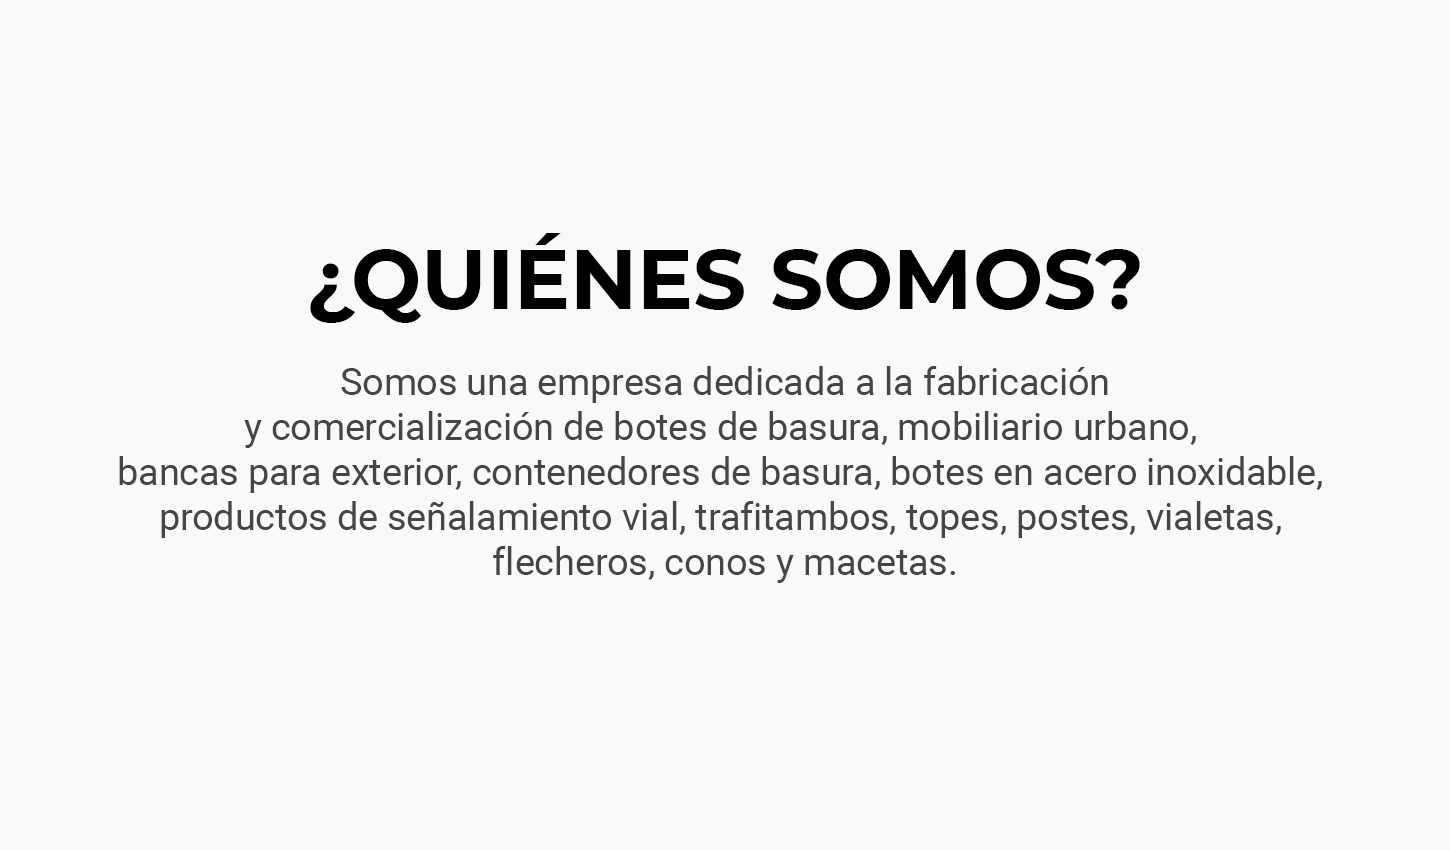 ¿QUIÉNES SOMOS?
Somos una empresa dedicada a la fabricación
y comercialización de botes de basura, mobiliario urbano,
bancas para exterior, contenedores de basura, botes en acero inoxidable,
productos de señalamiento vial, trafitambos, topes, postes, vialetas,
flecheros, conos y macetas.